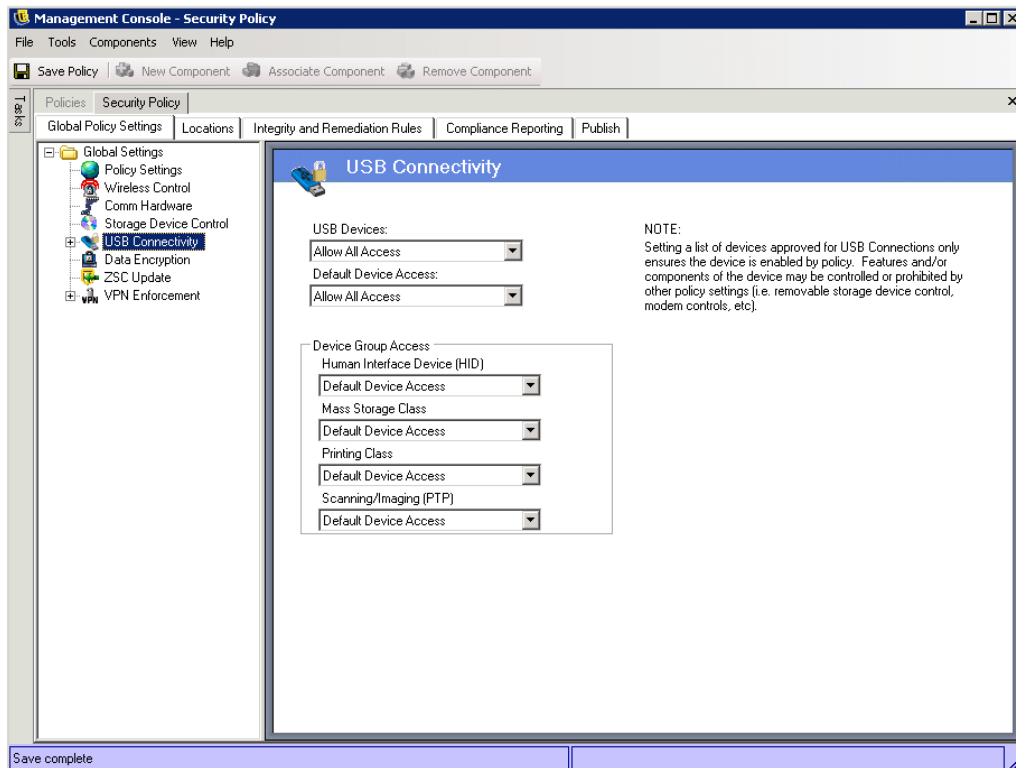 Management Console - Security Policy
File Tools Components View Help
Save Policy New Component Associate Component Remove Component
Tasks
Policies Security Policy
Global Policy Settings Locations Integrity and Remediation Rules Compliance Reporting Publish
Global Settings
Policy Settings
Wireless Control
Comm Hardware
Storage Device Control
USB Connectivity
Data Encryption
ZSC Update
VPN VPN Enforcement
USB Connectivity
USB Devices:
Allow All Access
Default Device Access:
Allow All Access
Device Group Access
Human Interface Device (HID)
Default Device Access
Mass Storage Class
Default Device Access
Printing Class
Default Device Access
Scanning/Imaging (PTP)
Default Device Access
NOTE:
Setting a list of devices approved for USB Connections only
ensures the device is enabled by policy. Features and/or
components of the device may be controlled or prohibited by
other policy settings (i.e. removable storage device control,
modem controls, etc).
Save complete